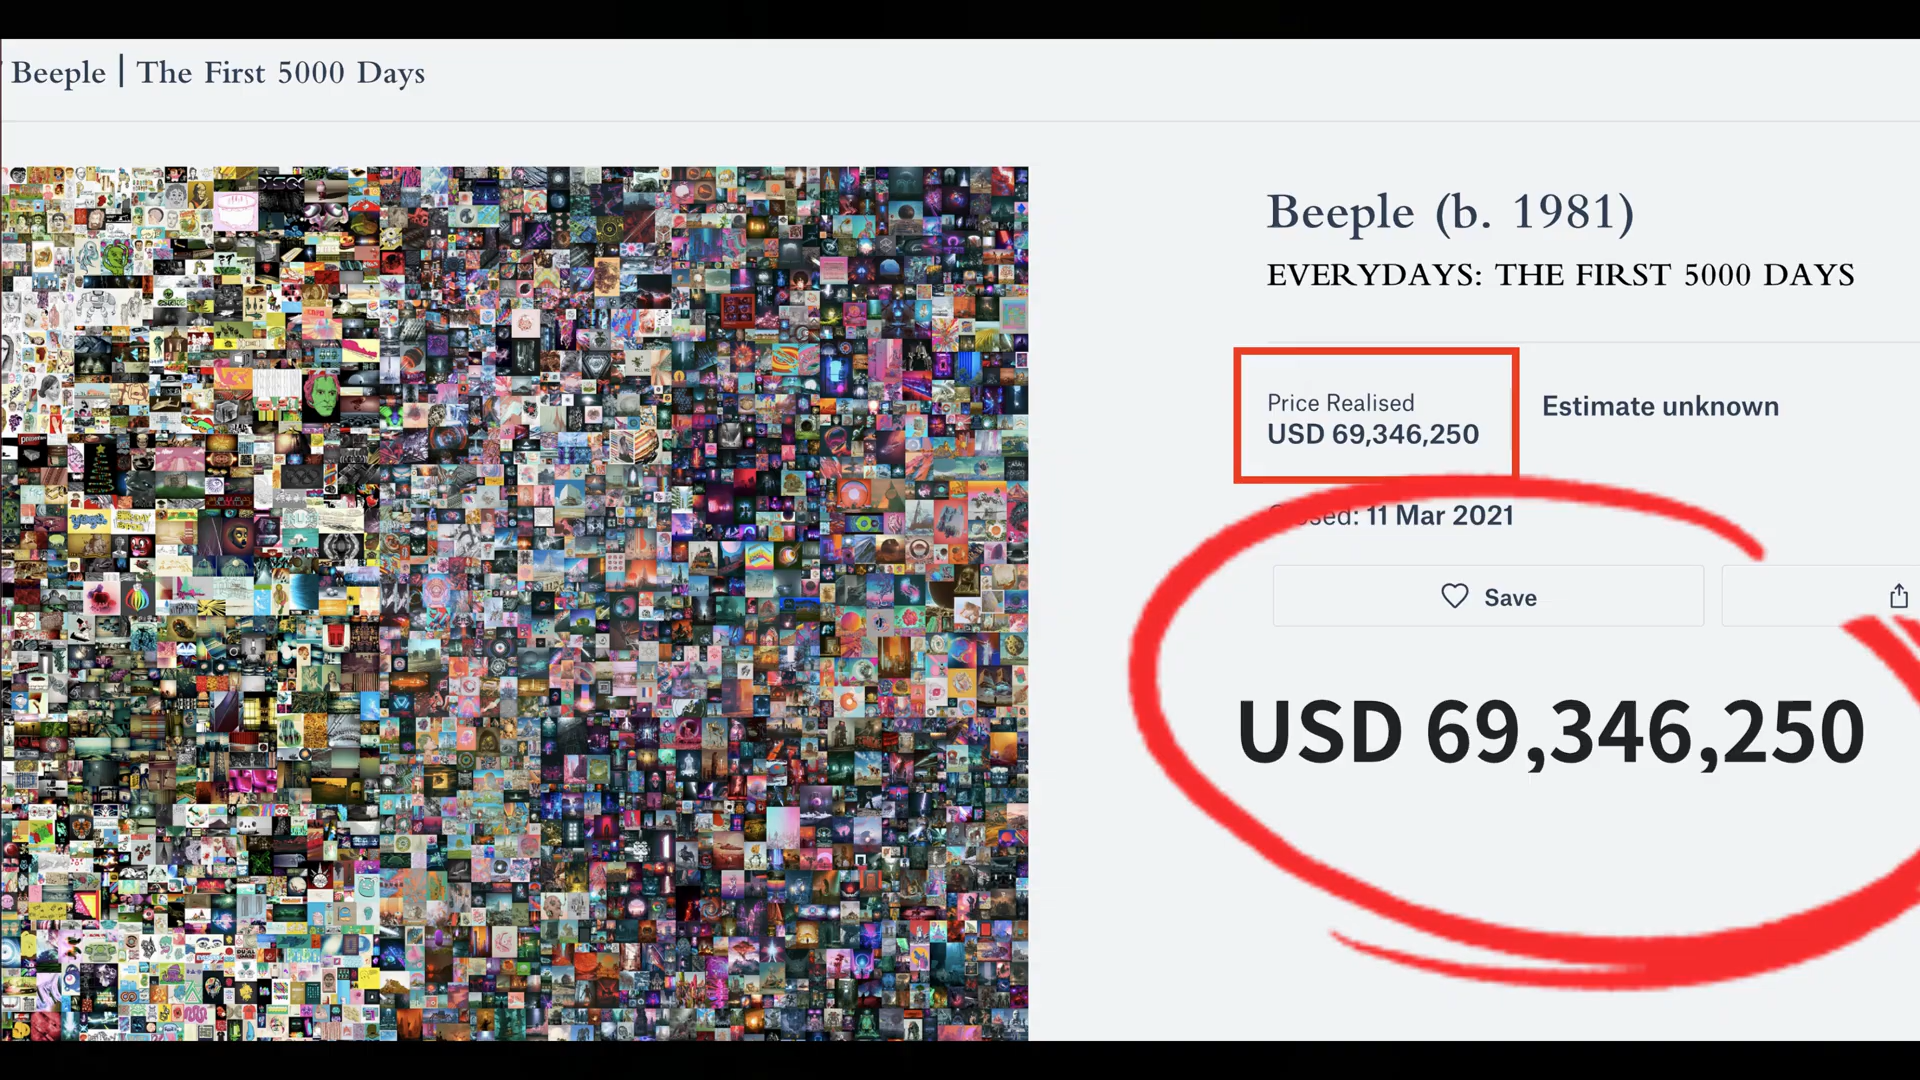 Beeple | The First 5000 Days
Beeple (b. 1981)
EVERYDAYS: THE FIRST 5000 DAYS
Price Realised
USD 69,346,250
Estimate unknown
11 Mar 2021
Save
USD 69,346,250